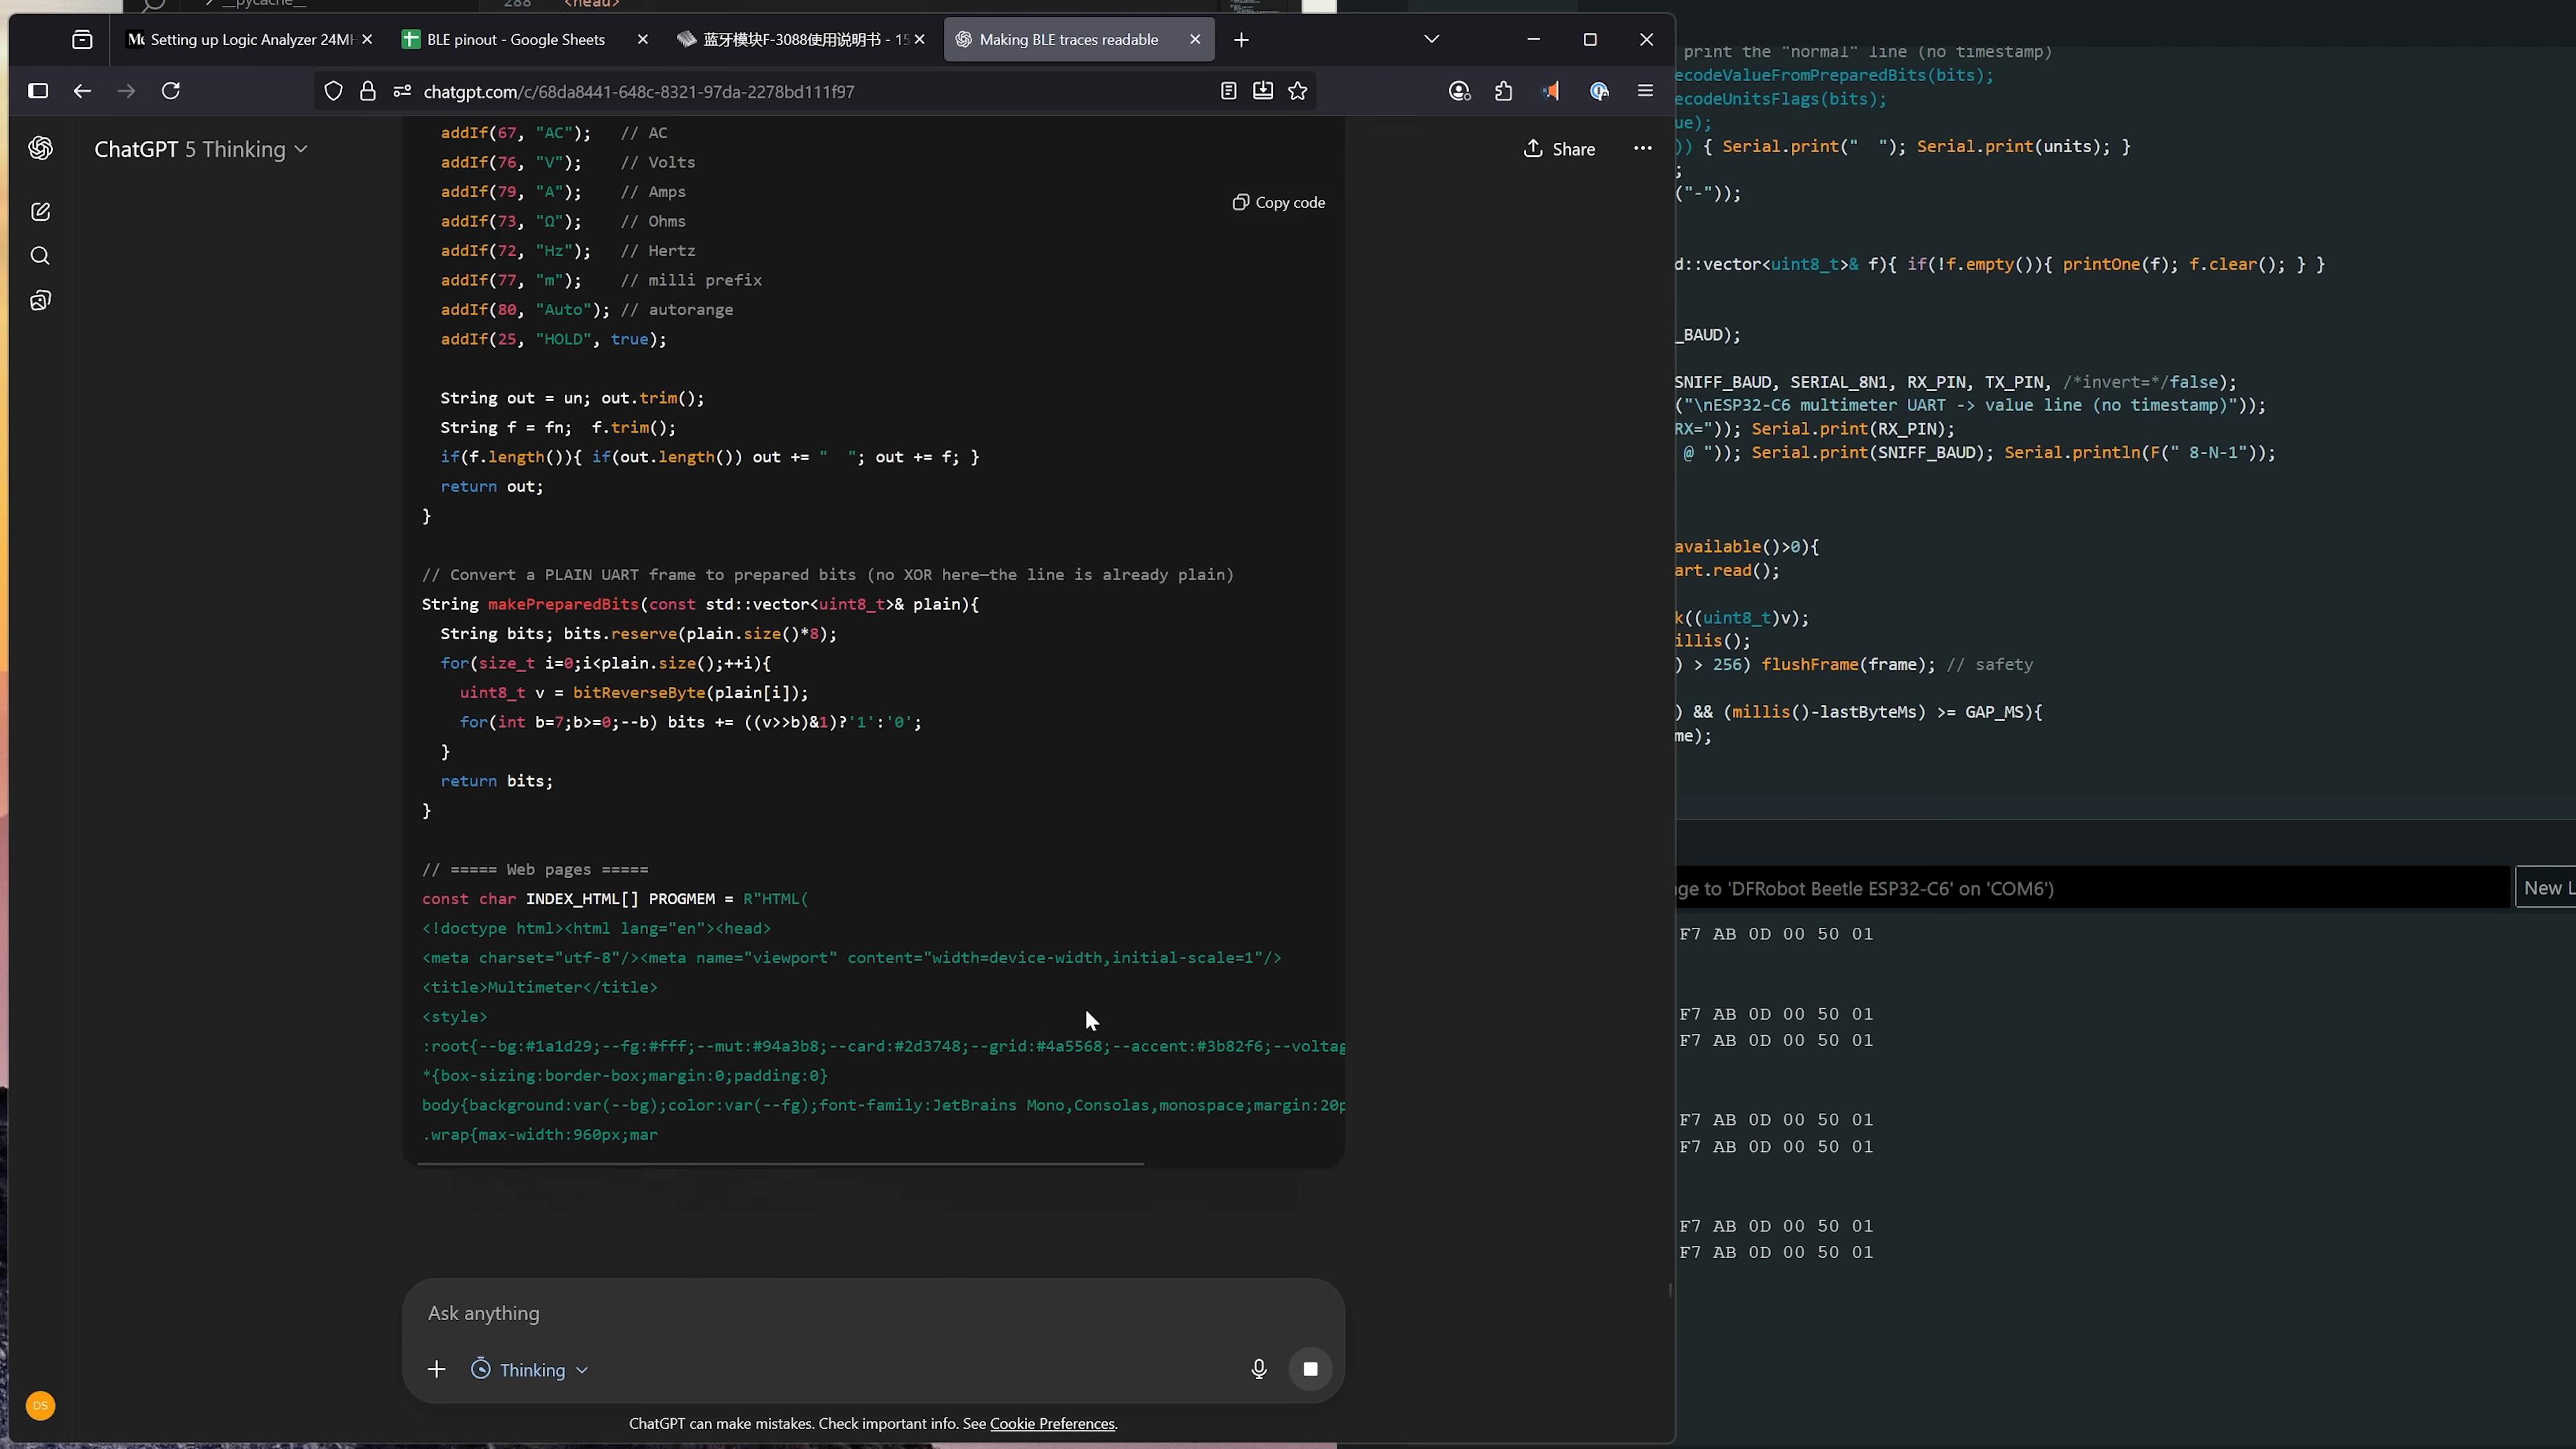 __pycache__
288 <head>
Setting up Logic Analyzer 24MH
BLE pinout - Google Sheets
蓝牙模块F-3088使用说明书 - 15
Making BLE traces readable
chatgpt.com/c/68da8441-648c-8321-97da-2278bd111f97
ChatGPT 5 Thinking
Share
Copy code
addIf(67, "AC"); // AC
addIf(76, "V"); // Volts
addIf(79, "A"); // Amps
addIf(73, "Ω"); // Ohms
addIf(72, "Hz"); // Hertz
addIf(77, "m"); // milli prefix
addIf(80, "Auto"); // autorange
addIf(25, "HOLD", true);
String out = un; out.trim();
String f = fn; f.trim();
if(f.length()){ if(out.length()) out += "  "; out += f; }
return out;
}
// Convert a PLAIN UART frame to prepared bits (no XOR here—the line is already plain)
String makePreparedBits(const std::vector<uint8_t>& plain){
String bits; bits.reserve(plain.size()*8);
for(size_t i=0;i<plain.size();++i){
uint8_t v = bitReverseByte(plain[i]);
for(int b=7;b>=0;--b) bits += ((v>>b)&1)?'1':'0';
}
return bits;
}
// ===== Web pages =====
const char INDEX_HTML[] PROGMEM = R"HTML(
<!doctype html><html lang="en"><head>
<meta charset="utf-8"/><meta name="viewport" content="width=device-width,initial-scale=1"/>
<title>Multimeter</title>
<style>
:root{--bg:#1a1d29;--fg:#fff;--mut:#94a3b8;--card:#2d3748;--grid:#4a5568;--accent:#3b82f6;--voltag
*{box-sizing:border-box;margin:0;padding:0}
body{background:var(--bg);color:var(--fg);font-family:JetBrains Mono,Consolas,monospace;margin:20p
.wrap{max-width:960px;mar
Ask anything
Thinking
DS
ChatGPT can make mistakes. Check important info. See Cookie Preferences.
print the "normal" line (no timestamp)
ecodeValueFromPreparedBits(bits);
ecodeUnitsFlags(bits);
ue);
)) { Serial.print("  "); Serial.print(units); }
;
("-"));
d::vector<uint8_t>& f){ if(!f.empty()){ printOne(f); f.clear(); } }
_BAUD);
SNIFF_BAUD, SERIAL_8N1, RX_PIN, TX_PIN, /*invert=*/false);
("\nESP32-C6 multimeter UART -> value line (no timestamp)"));
RX=")); Serial.print(RX_PIN);
@ ")); Serial.print(SNIFF_BAUD); Serial.println(F(" 8-N-1"));
available()>0){
art.read();
k((uint8_t)v);
illis();
) > 256) flushFrame(frame); // safety
) && (millis()-lastByteMs) >= GAP_MS){
me);
ge to 'DFRobot Beetle ESP32-C6' on 'COM6')
New L
F7 AB 0D 00 50 01
F7 AB 0D 00 50 01
F7 AB 0D 00 50 01
F7 AB 0D 00 50 01
F7 AB 0D 00 50 01
F7 AB 0D 00 50 01
F7 AB 0D 00 50 01